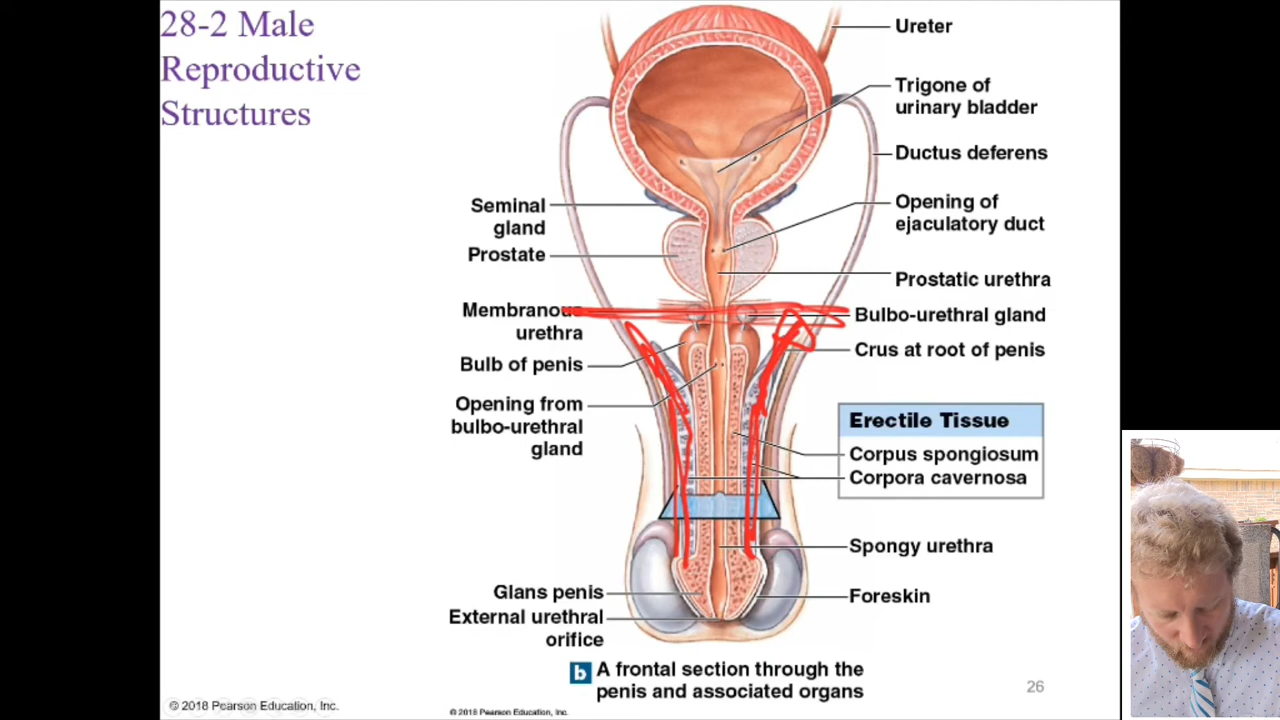 28-2 Male
Reproductive
Structures
Ureter
Trigone of
urinary bladder
Ductus deferens
Seminal
gland
Opening of
ejaculatory duct
Prostate
Prostatic urethra
Membranous
urethra
Bulbo-urethral gland
Bulb of penis
Crus at root of penis
Opening from
bulbo-urethral
gland
Erectile Tissue
Corpus spongiosum
Corpora cavernosa
Spongy urethra
Glans penis
Foreskin
External urethral
orifice
b A frontal section through the
penis and associated organs
26
© 2018 Pearson Education, Inc.
© 2018 Pearson Education, Inc.